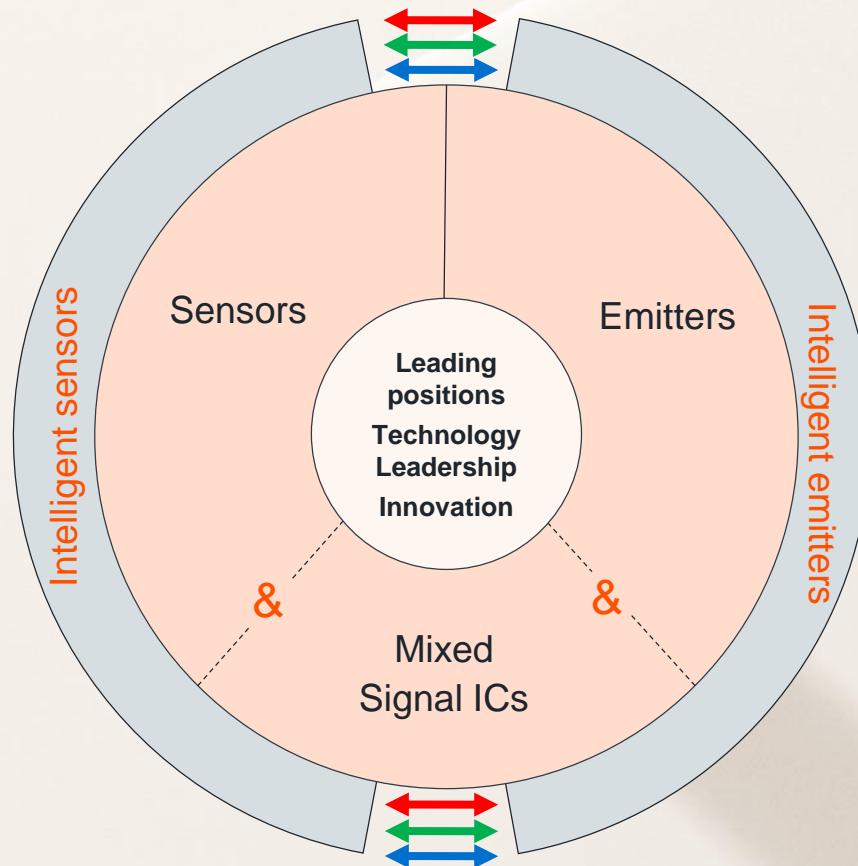 Sensors
Emitters
Leading
positions
Technology
Leadership
Innovation
Intelligent sensors
Intelligent emitters
&
&
Mixed
Signal ICs